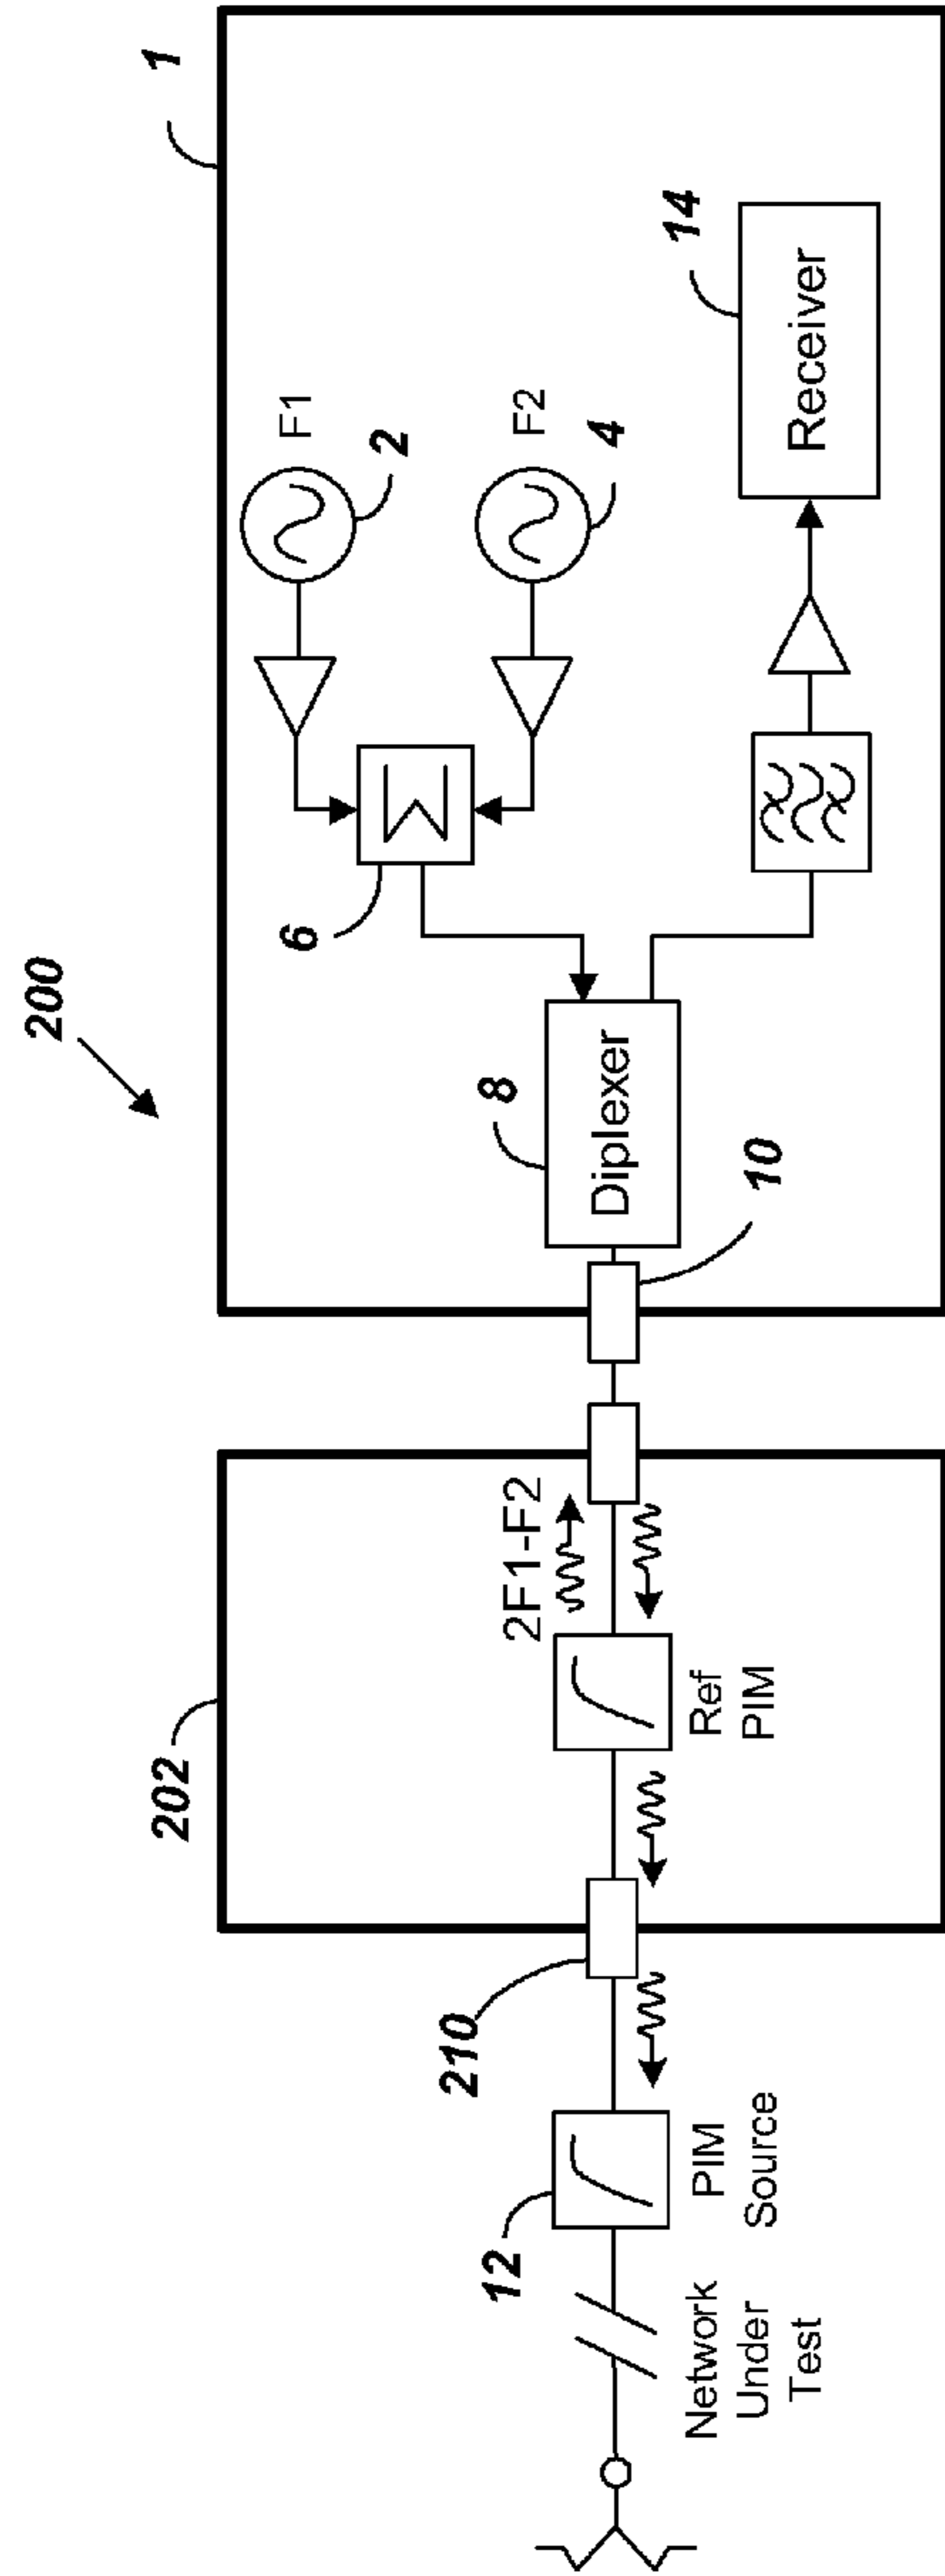 200
1
202
F1
2
F2
4
6
14
Receiver
8
Diplexer
10
2F1-F2
Ref
PIM
210
12
PIM
Source
Network
Under
Test